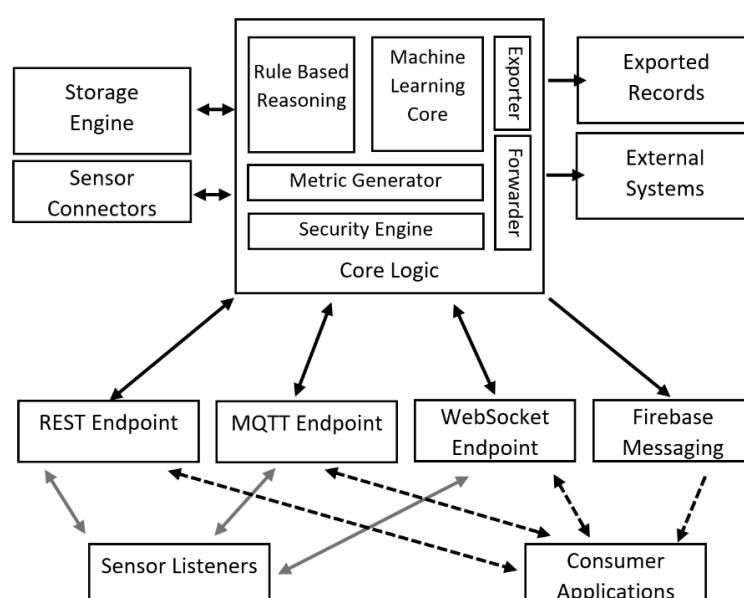 Storage
Engine
Sensor
Connectors
Rule Based
Reasoning
Machine
Learning
Core
Exporter
Forwarder
Metric Generator
Security Engine
Core Logic
Exported
Records
External
Systems
REST Endpoint
MQTT Endpoint
WebSocket
Endpoint
Firebase
Messaging
Sensor Listeners
Consumer
Applications